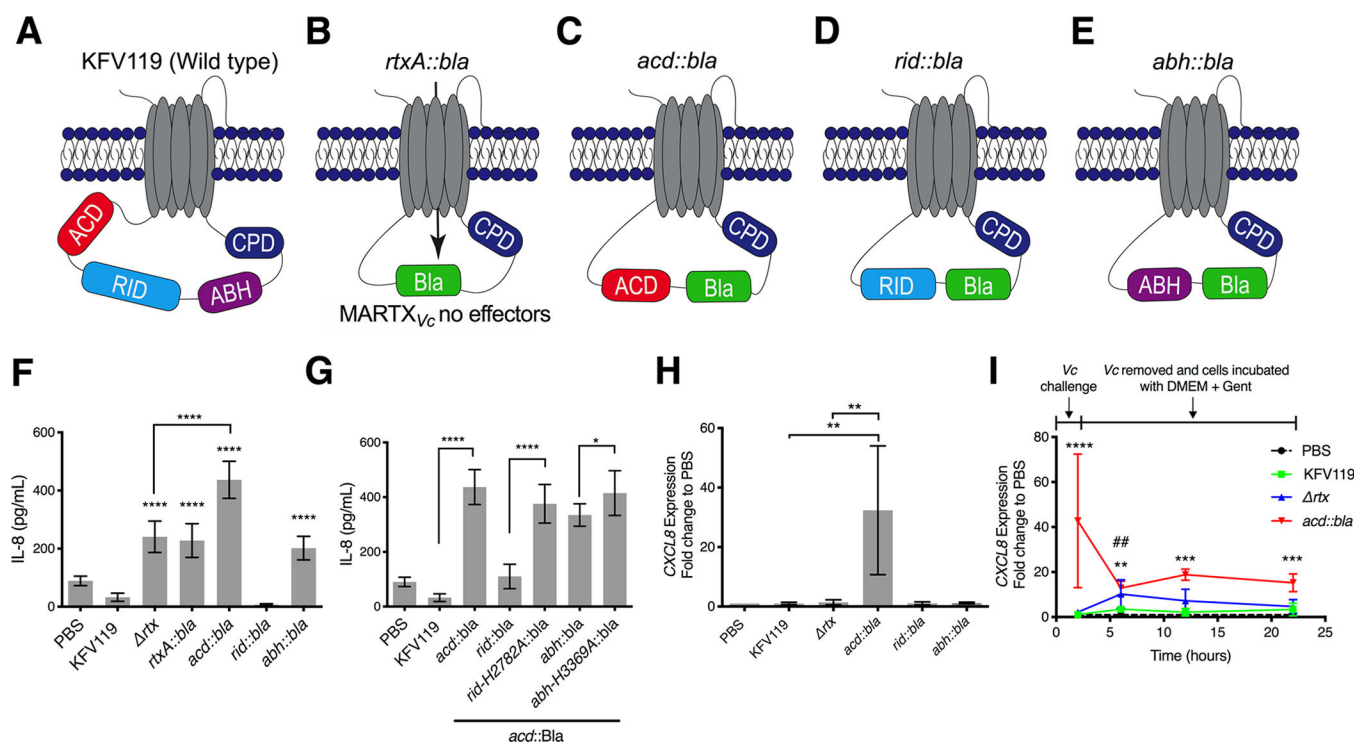 A
KFV119 (Wild type)
ACD
RID
ABH
CPD
B
rtxA::bla
CPD
Bla
MARTXVc no effectors
C
acd::bla
CPD
ACD
Bla
D
rid::bla
CPD
RID
Bla
E
abh::bla
CPD
ABH
Bla
F
IL-8 (pg/mL)
600
400
200
0
****
****
****
****
****
PBS
KFV119
Δrtx
rtxA::bla
acd::bla
rid::bla
abh::bla
G
IL-8 (pg/mL)
600
400
200
0
****
****
*
PBS
KFV119
acd::bla
rid::bla
rid-H2782A::bla
abh::bla
abh-H3369A::bla
acd::Bla
H
CXCL8 Expression
Fold change to PBS
60
40
20
0
**
**
PBS
KFV119
Δrtx
acd::bla
rid::bla
abh::bla
I
Vc
challenge
Vc removed and cells incubated
with DMEM + Gent
CXCL8 Expression
Fold change to PBS
80
60
40
20
0
****
##
**
***
***
PBS
KFV119
Δrtx
acd::bla
0 5 10 15 20 25
Time (hours)